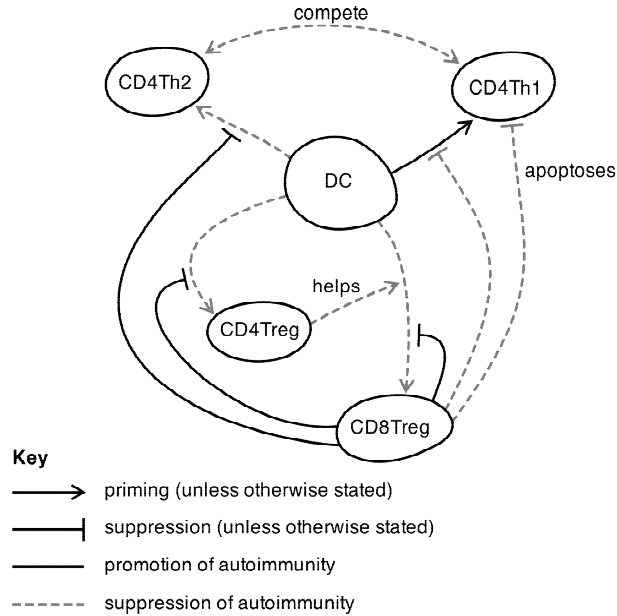 compete
CD4Th2
CD4Th1
DC
apoptoses
helps
CD4Treg
CD8Treg
Key
priming (unless otherwise stated)
suppression (unless otherwise stated)
promotion of autoimmunity
suppression of autoimmunity